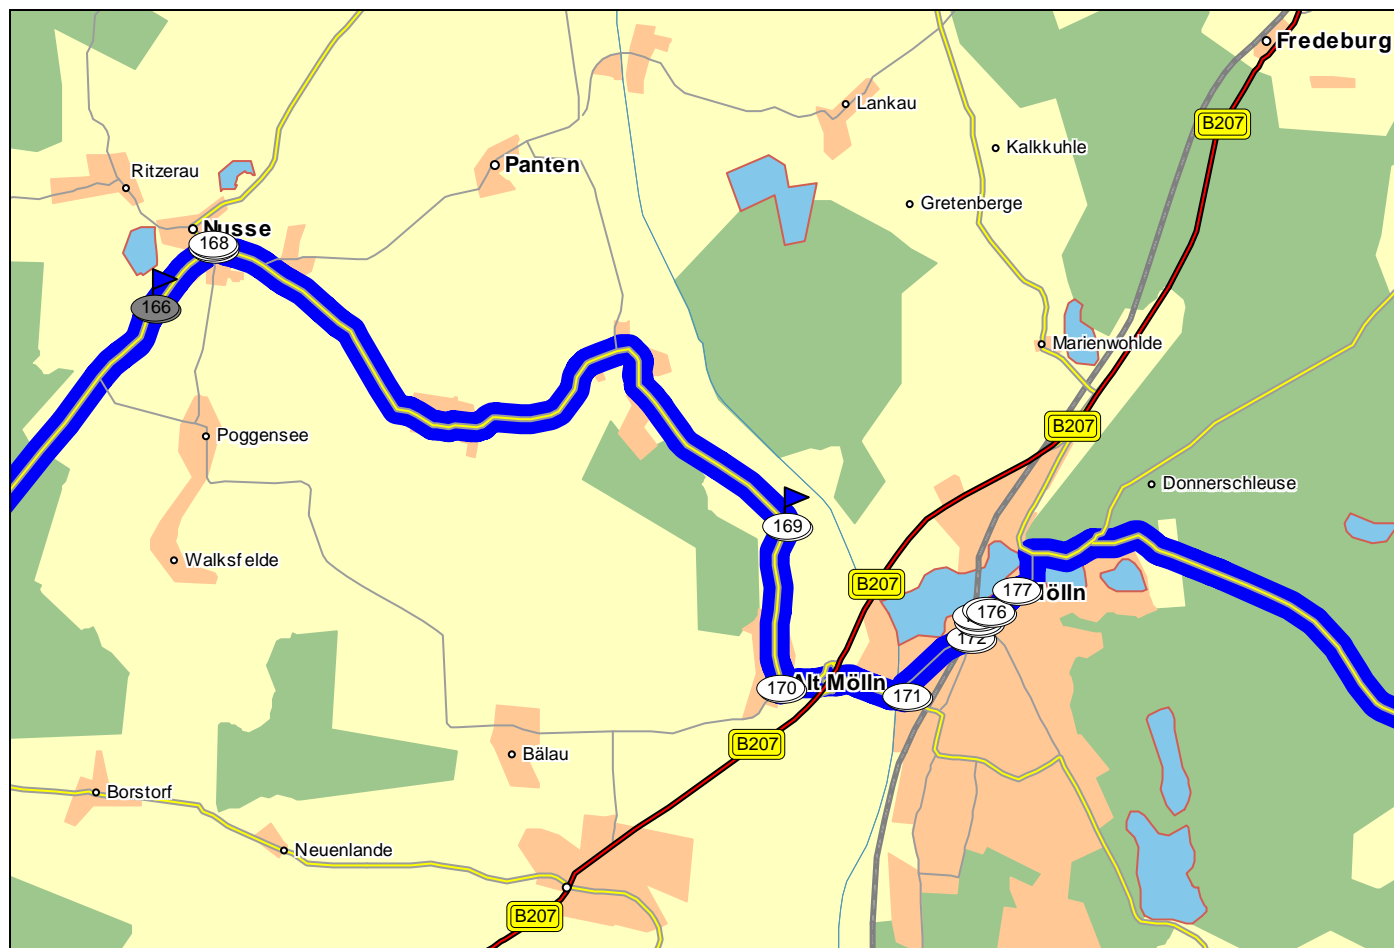 Fredeburg
Lankau
B207
Kalkkuhle
Panten
Ritzerau
Gretenberge
Nusse
168
166
Marienwohlde
B207
Poggensee
Donnerschleuse
169
Walksfelde
B207
177
Mölln
176
172
170
Alt Mölln
171
B207
Bälau
Borstorf
Neuenlande
B207